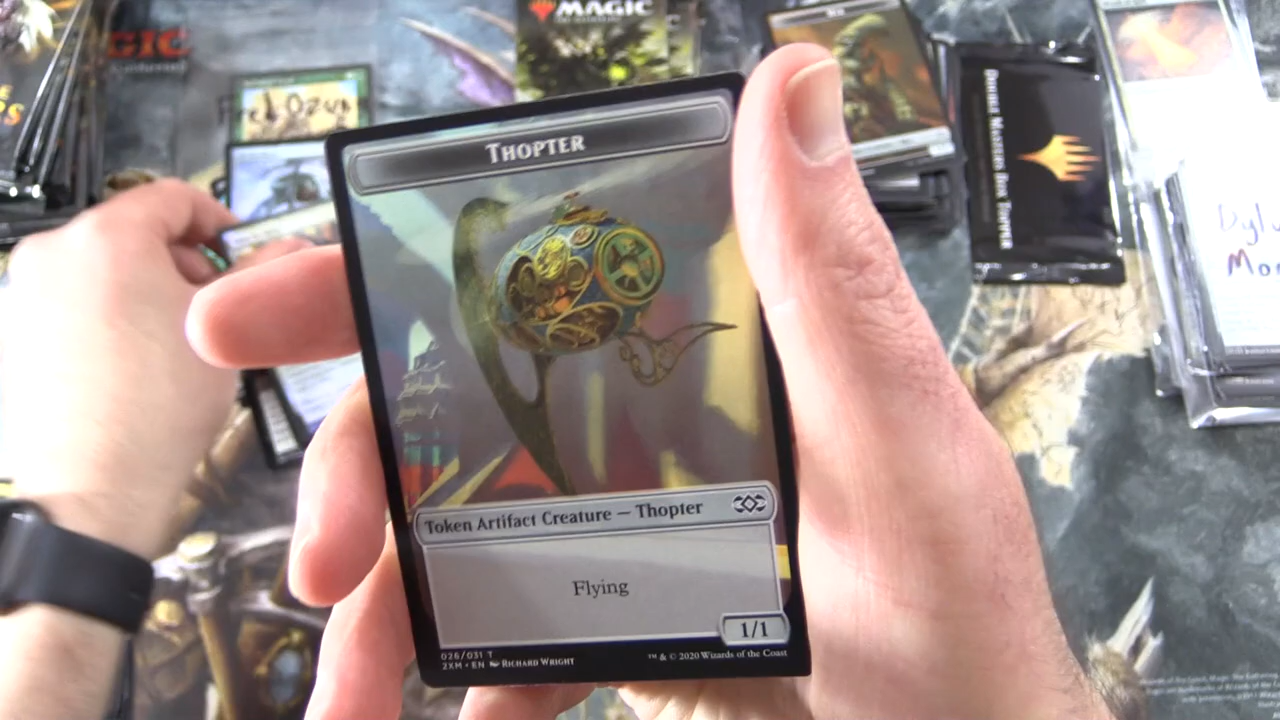 MAGIC
GIC
Thopter
Double Masters Box Topper
Token Artifact Creature — Thopter
Flying
1/1
026/031 T
2XM • EN Richard Wright
™ & © 2020 Wizards of the Coast